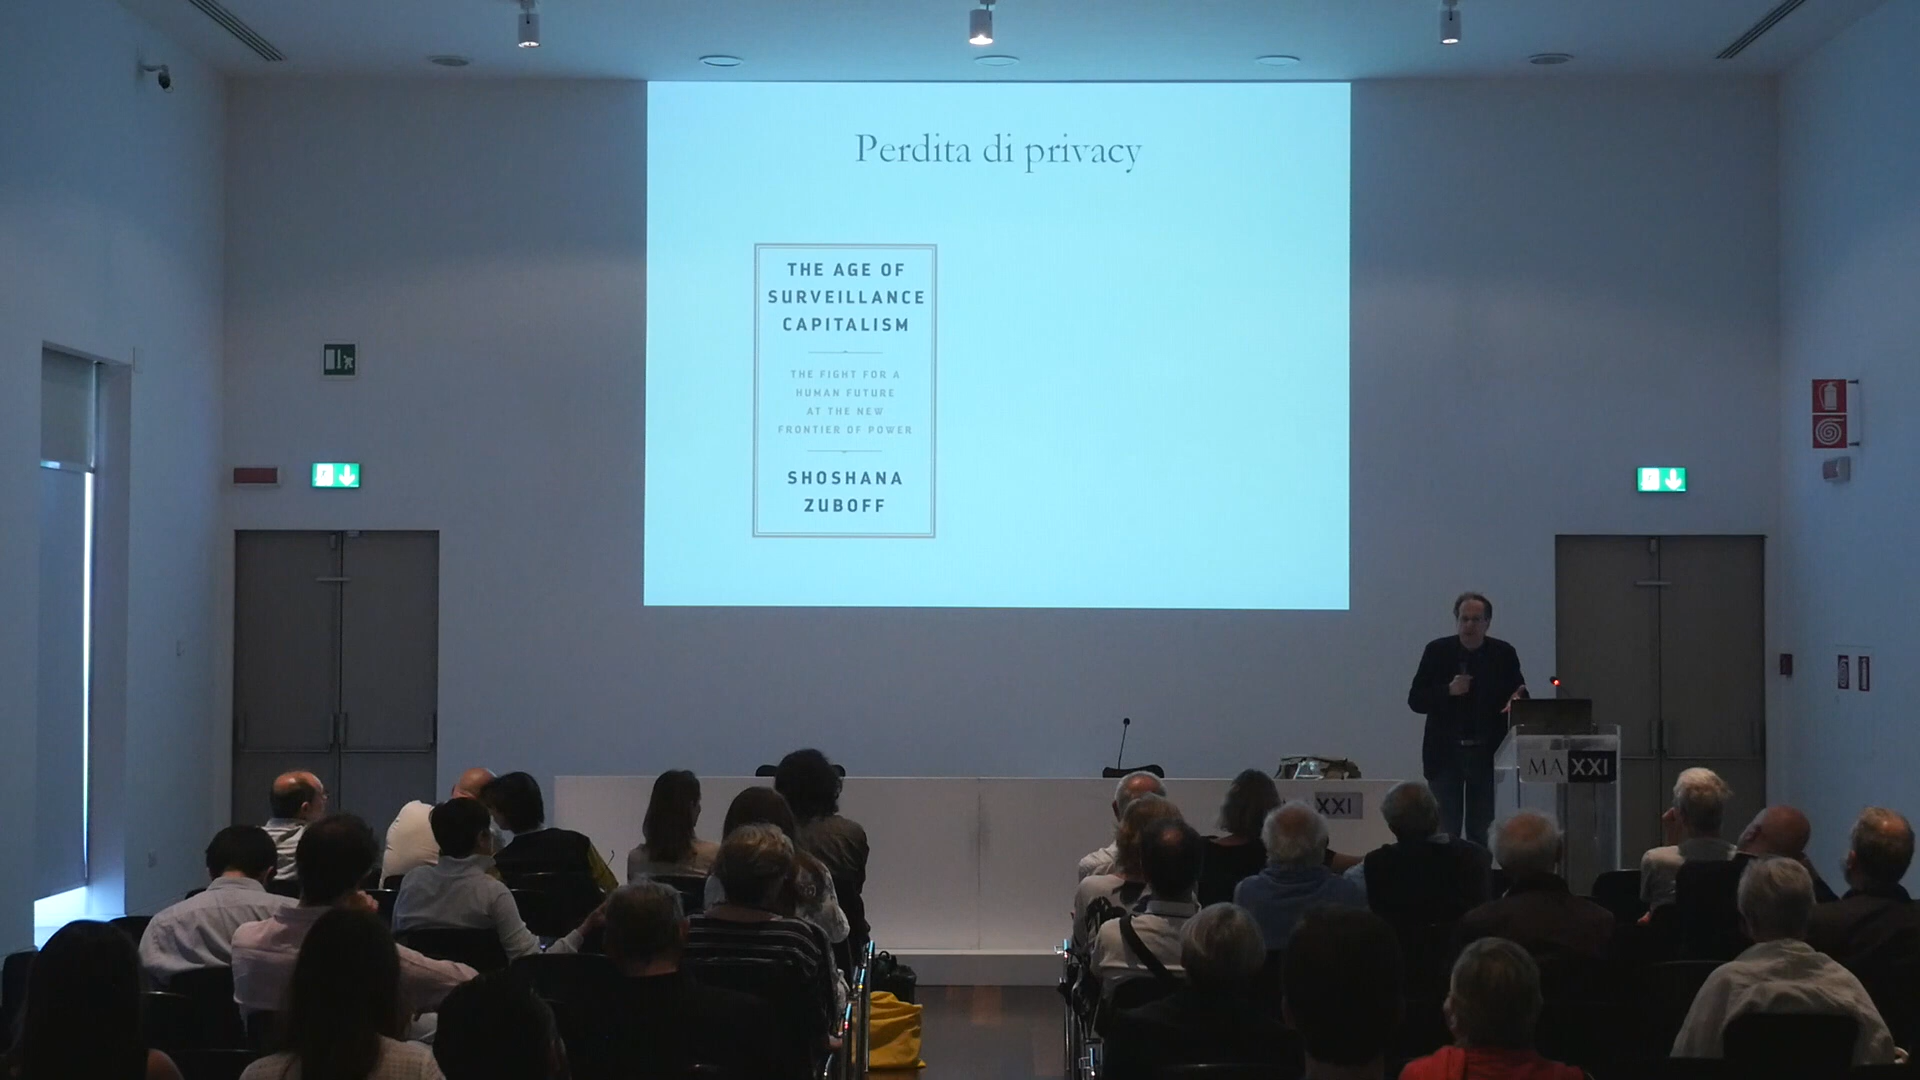 Perdita di privacy
THE AGE OF
SURVEILLANCE
CAPITALISM
THE FIGHT FOR A
HUMAN FUTURE
AT THE NEW
FRONTIER OF POWER
SHOSHANA
ZUBOFF
MAXXI
XXI